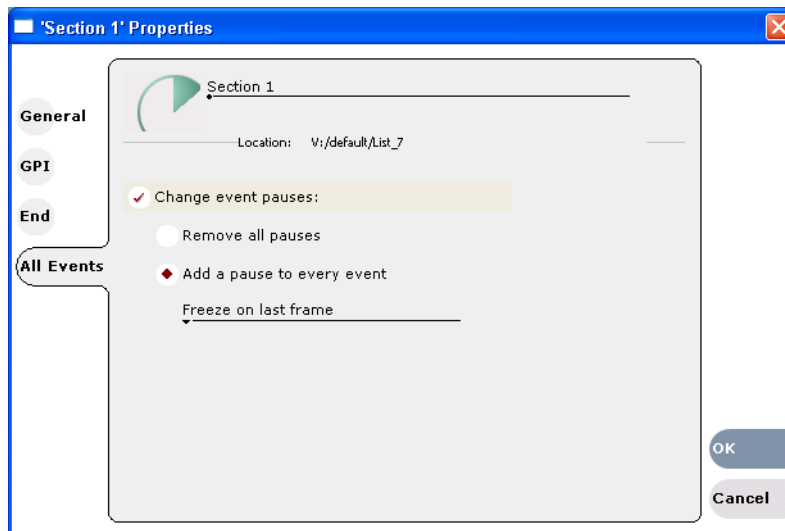 'Section 1' Properties
General
GPI
End
All Events
Section 1
Location: V:/default/List_7
Change event pauses:
Remove all pauses
Add a pause to every event
Freeze on last frame
OK
Cancel